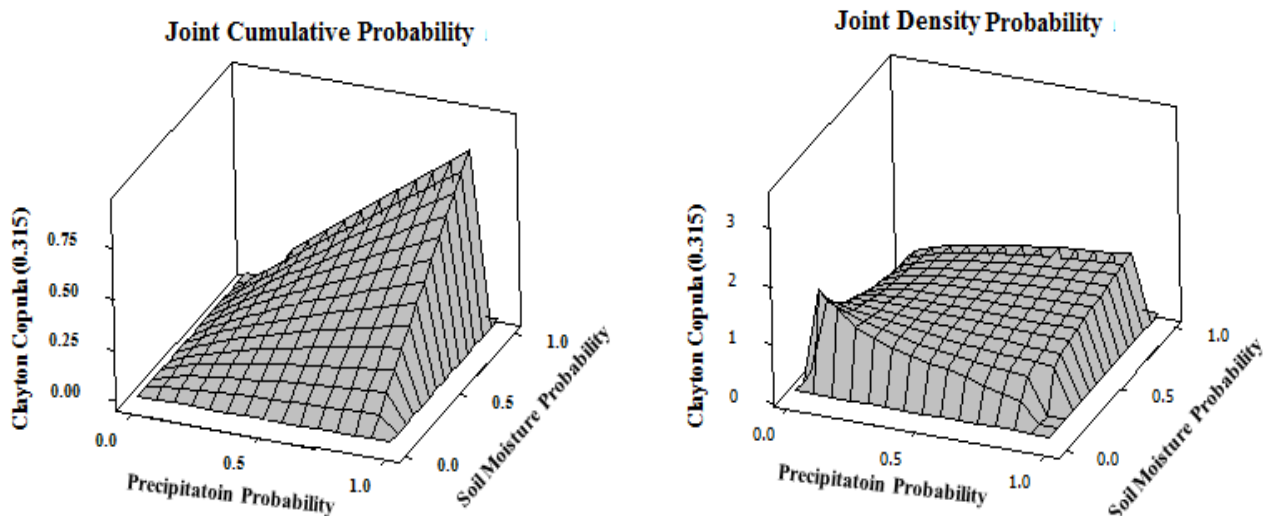 Joint Cumulative Probability
Clayton Copula (0.315)
0.75
0.50
0.25
0.00
0.0
0.5
1.0
Precipitatoin Probability
0.0
0.5
1.0
Soil Moisture Probability
Joint Density Probability
Clayton Copula (0.315)
3
2
1
0
0.0
0.5
1.0
Precipitation Probability
0.0
0.5
1.0
Soil Moisture Probability